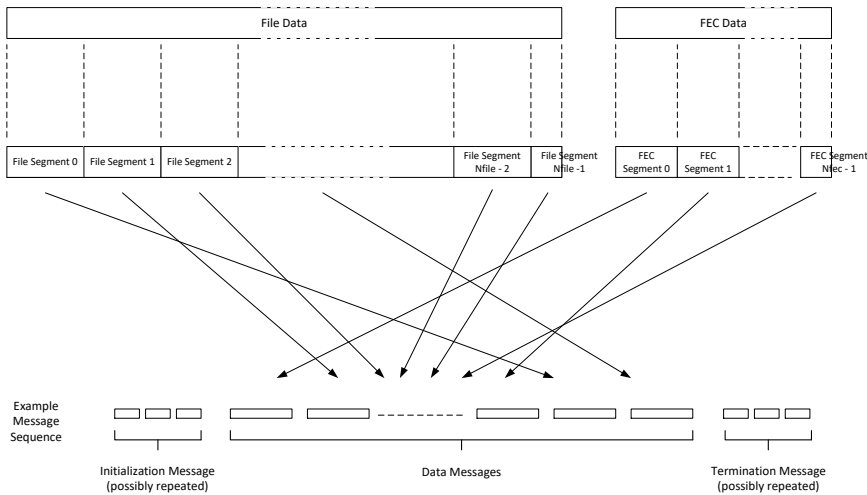 File Data
FEC Data
File Segment 0
File Segment 1
File Segment 2
File Segment
Nfile - 2
File Segment
Nfile -1
FEC
Segment 0
FEC
Segment 1
FEC Segment
Nfec - 1
Example
Message
Sequence
Initialization Message
(possibly repeated)
Data Messages
Termination Message
(possibly repeated)